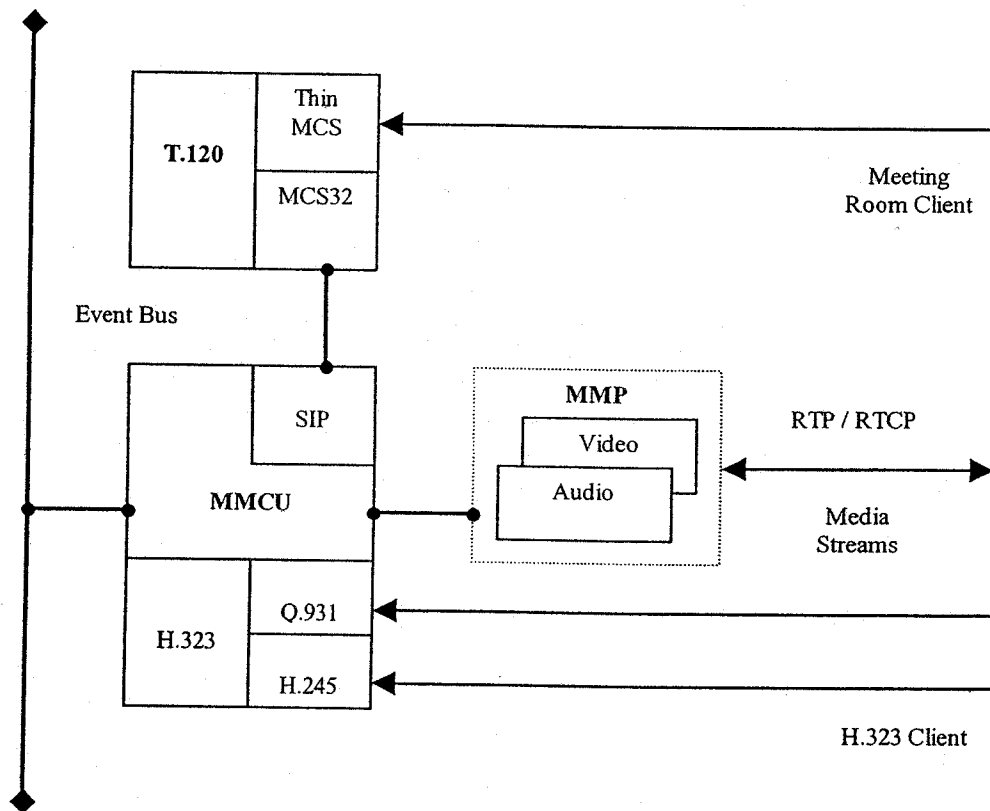 Thin
MCS
T.120
MCS32
Meeting
Room Client
Event Bus
SIP
MMP
Video
Audio
RTP / RTCP
MMCU
Media
Streams
H.323
Q.931
H.245
H.323 Client